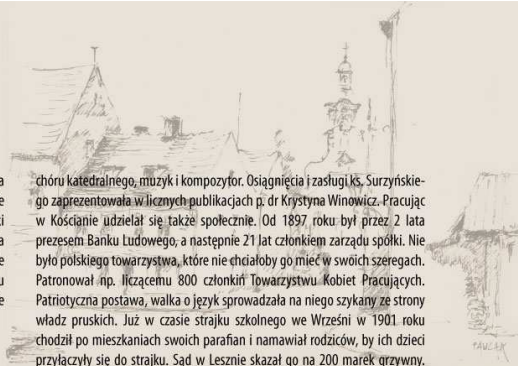 a chóru katedralnego, muzyk i kompozytor. Osiągnięcia i zasługi ks. Surzyńskie-
e go zaprezentowała w licznych publikacjach p. dr Krystyna Winowicz. Pracując
i w Kościanie udzielał się także społecznie. Od 1897 roku był przez 2 lata
a prezesem Banku Ludowego, a następnie 21 lat członkiem zarządu spółki. Nie
e było polskiego towarzystwa, które nie chciałoby go mieć w swoich szeregach.
u Patronował np. liczącemu 800 członkiń Towarzystwu Kobiet Pracujących.
e Patriotyczna postawa, walka o język sprowadzała na niego szykany ze strony
władz pruskich. Już w czasie strajku szkolnego we Wrześni w 1901 roku
chodził po mieszkaniach swoich parafian i namawiał rodziców, by ich dzieci
przyłączyły się do strajku. Sąd w Lesznie skazał go na 200 marek grzywny.